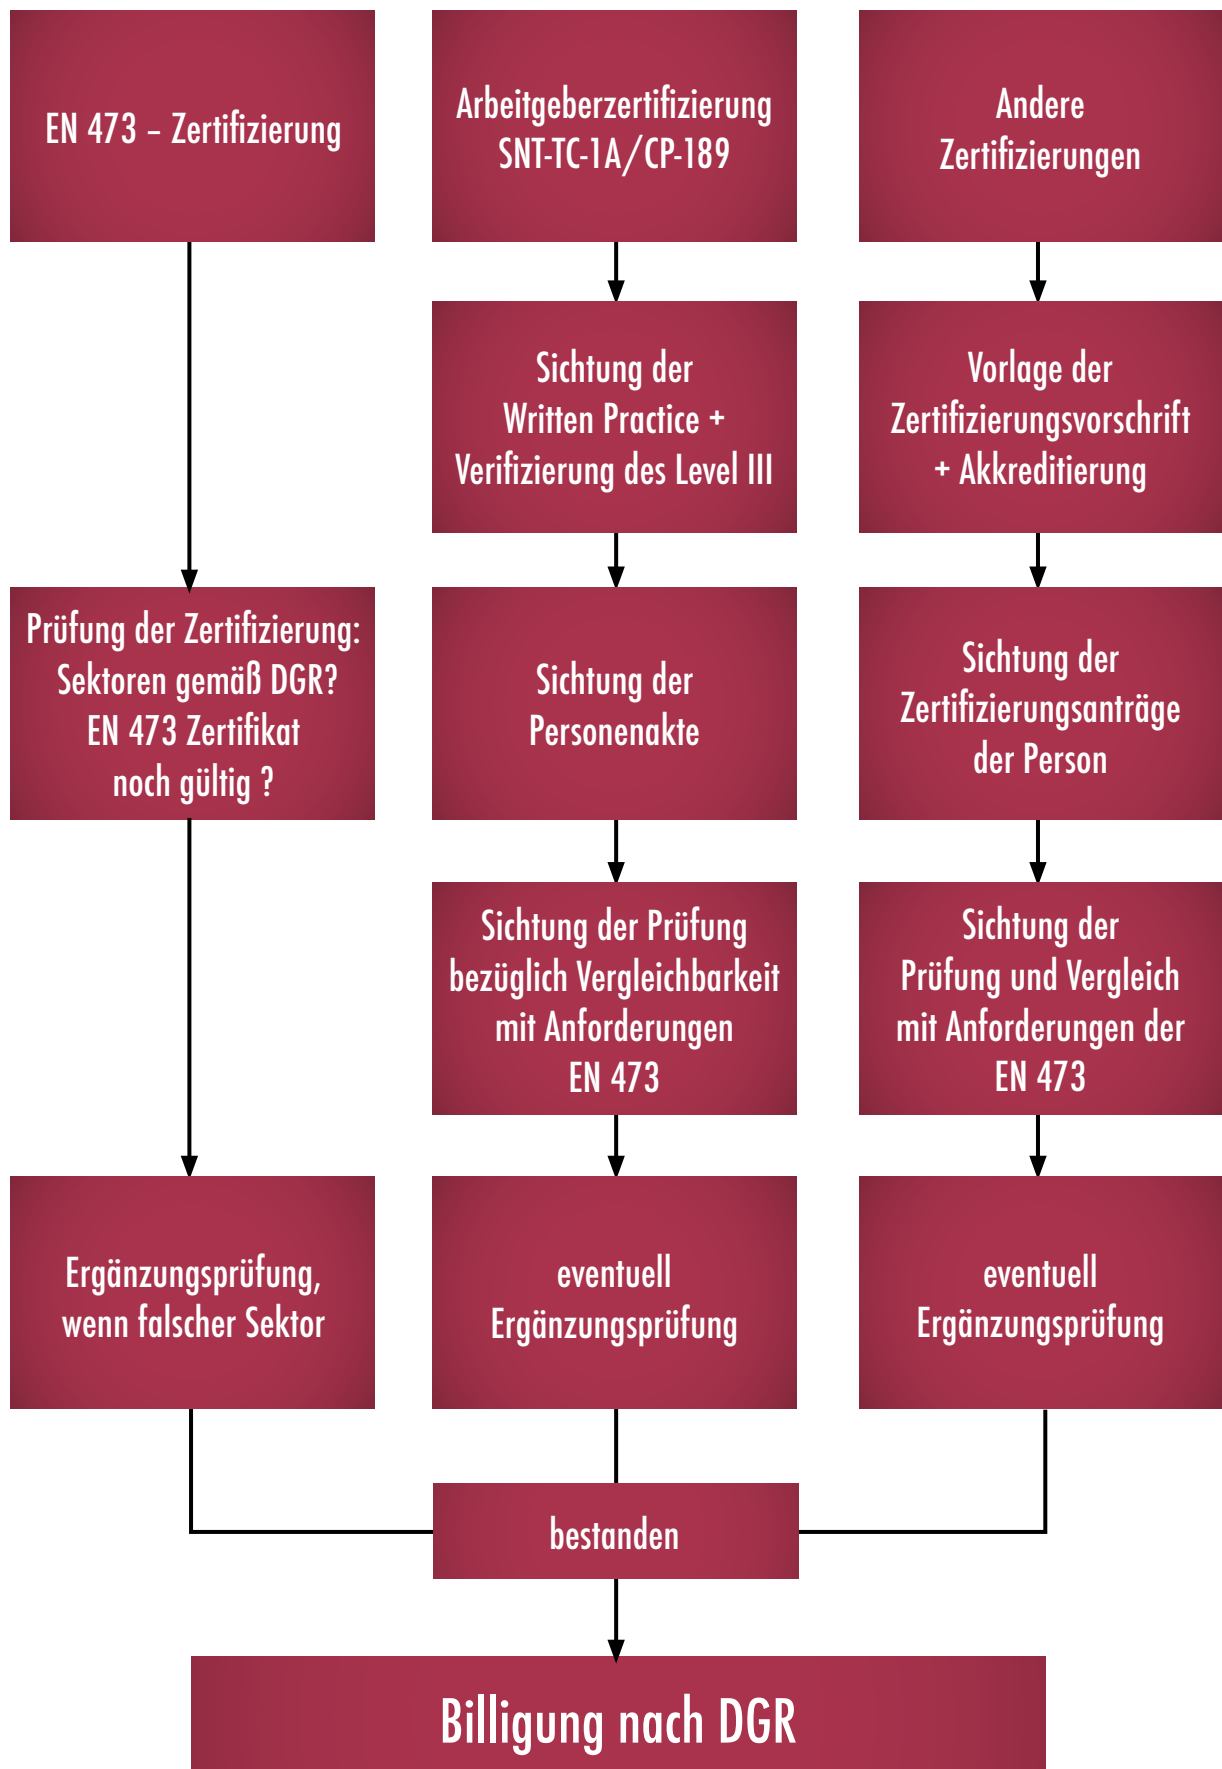 EN 473 – Zertifizierung
Arbeitgeberzertifizierung
SNT-TC-1A/CP-189
Andere
Zertifizierungen
Sichtung der
Written Practice +
Verifizierung des Level III
Vorlage der
Zertifizierungsvorschrift
+ Akkreditierung
Prüfung der Zertifizierung:
Sektoren gemäß DGR?
EN 473 Zertifikat
noch gültig ?
Sichtung der
Personenakte
Sichtung der
Zertifizierungsanträge
der Person
Sichtung der Prüfung
bezüglich Vergleichbarkeit
mit Anforderungen
EN 473
Sichtung der
Prüfung und Vergleich
mit Anforderungen der
EN 473
Ergänzungsprüfung,
wenn falscher Sektor
eventuell
Ergänzungsprüfung
eventuell
Ergänzungsprüfung
bestanden
Billigung nach DGR